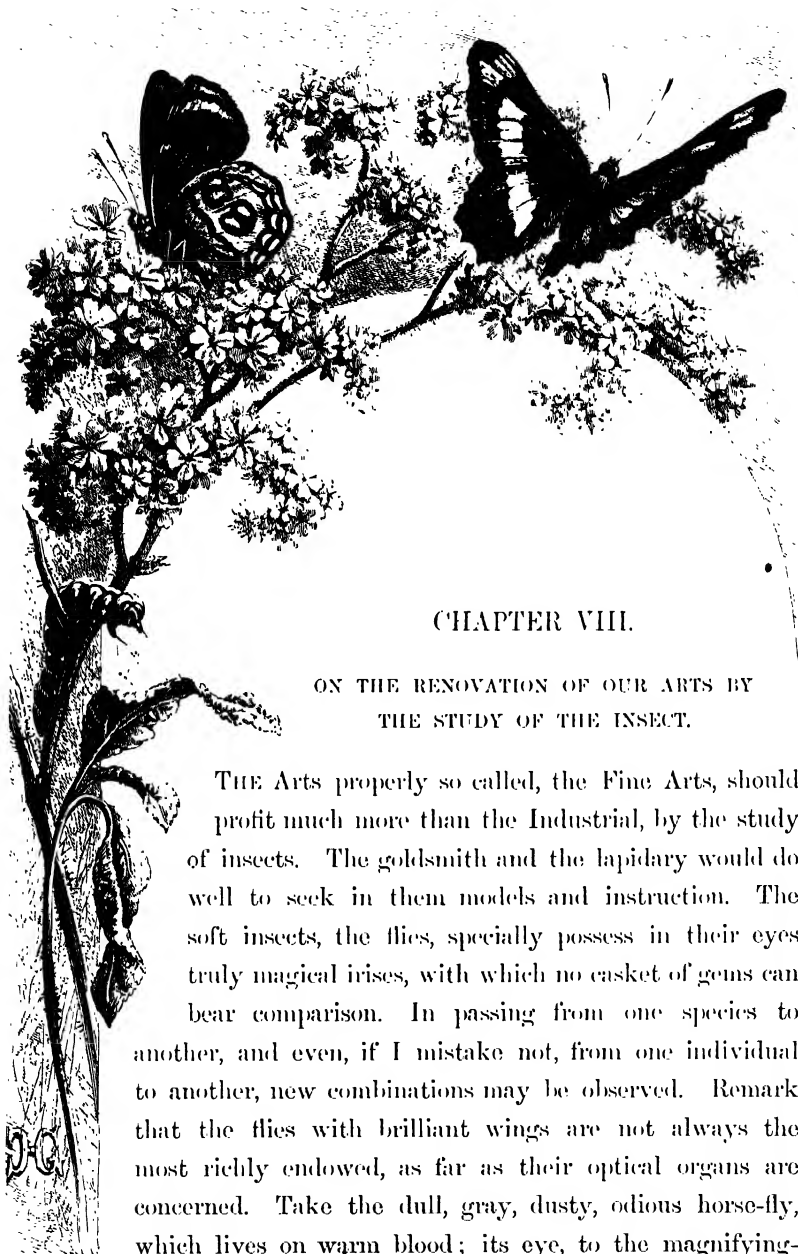 CHAPTER VIII.
ON THE RENOVATION OF OUR ARTS BY
THE STUDY OF THE INSECT.
THE Arts properly so called, the Fine Arts, should
profit much more than the Industrial, by the study
of insects. The goldsmith and the lapidary would do
well to seek in them models and instruction. The
soft insects, the flies, specially possess in their eyes
truly magical irises, with which no casket of gems can
bear comparison. In passing from one species to
another, and even, if I mistake not, from one individual
to another, new combinations may be observed. Remark
that the flies with brilliant wings are not always the
most richly endowed, as far as their optical organs are
concerned. Take the dull, gray, dusty, odious horse-fly,
which lives on warm blood; its eye, to the magnifying-